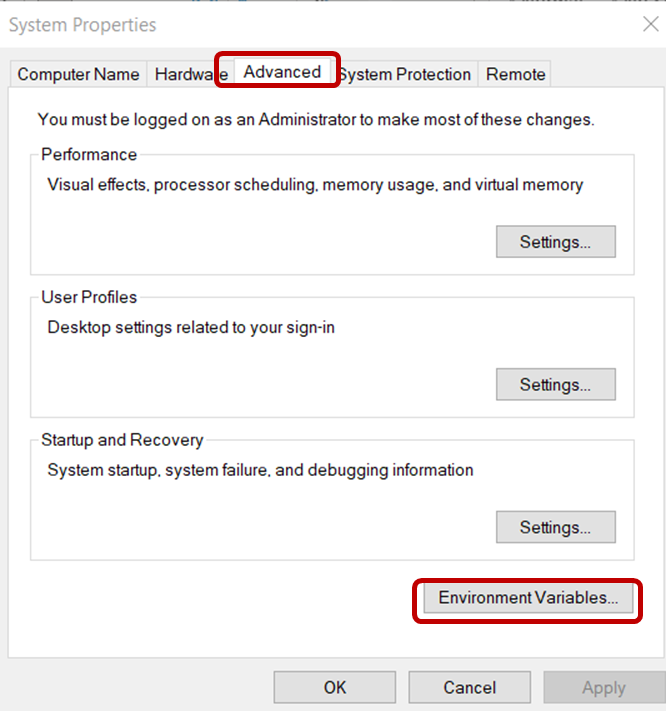 System Properties
Computer Name Hardware Advanced System Protection Remote
You must be logged on as an Administrator to make most of these changes.
Performance
Visual effects, processor scheduling, memory usage, and virtual memory
Settings...
User Profiles
Desktop settings related to your sign-in
Settings...
Startup and Recovery
System startup, system failure, and debugging information
Settings...
Environment Variables...
OK Cancel Apply